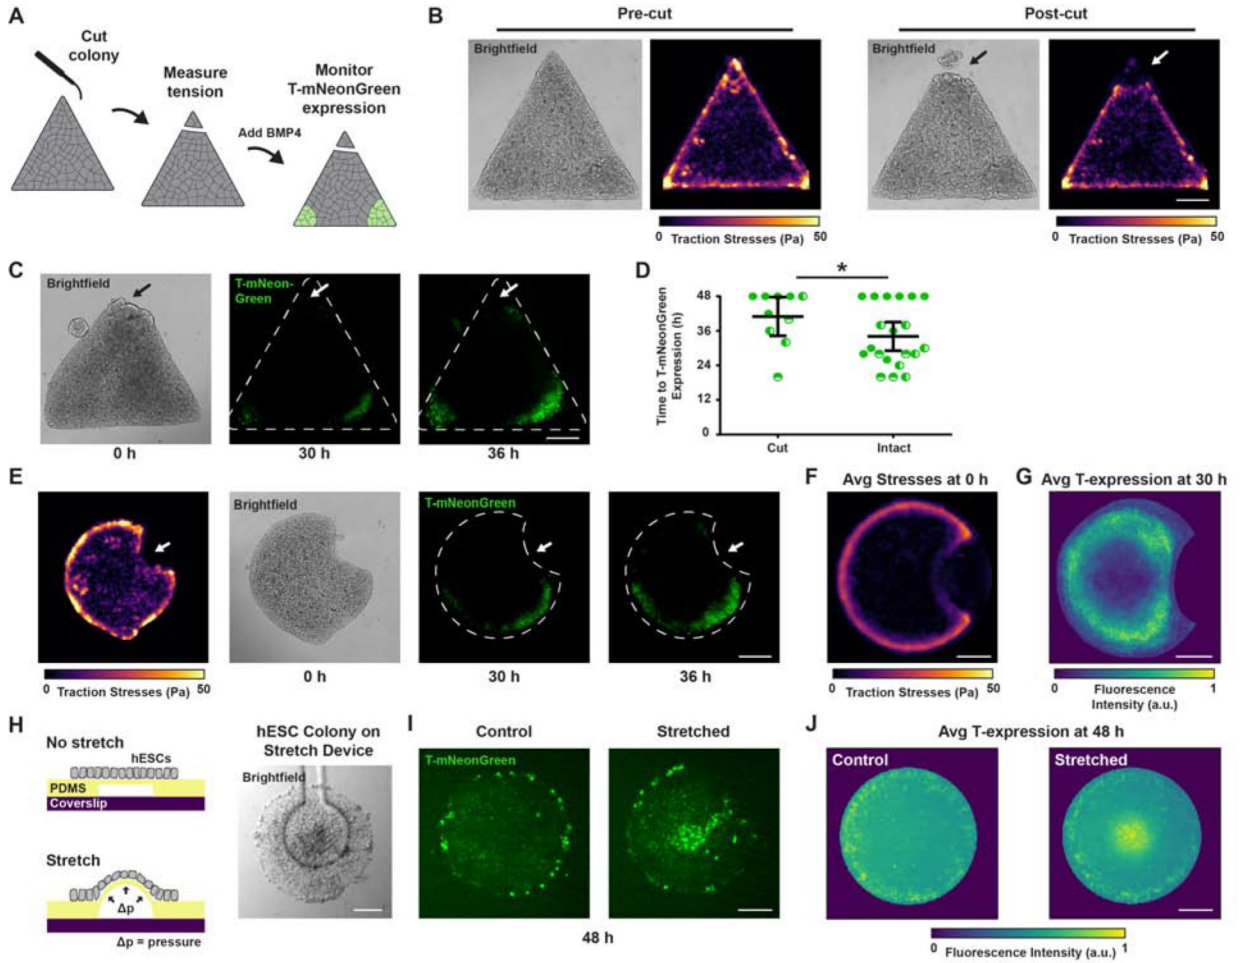 A
Cut
colony
Measure
tension
Add BMP4
Monitor
T-mNeonGreen
expression
B
Pre-cut
Post-cut
Brightfield
Brightfield
0
50
Traction Stresses (Pa)
0
50
Traction Stresses (Pa)
C
Brightfield
T-mNeon-
Green
0 h
30 h
36 h
D
*
Time to T-mNeonGreen
Expression (h)
48
36
24
12
0
Cut
Intact
E
Brightfield
T-mNeonGreen
0
50
Traction Stresses (Pa)
0 h
30 h
36 h
F
Avg Stresses at 0 h
0
50
Traction Stresses (Pa)
G
Avg T-expression at 30 h
0
1
Fluorescence
Intensity (a.u.)
H
No stretch
hESCs
PDMS
Coverslip
Stretch
Δp
Δp = pressure
hESC Colony on
Stretch Device
Brightfield
I
Control
Stretched
T-mNeonGreen
48 h
J
Avg T-expression at 48 h
Control
Stretched
0
1
Fluorescence Intensity (a.u.)